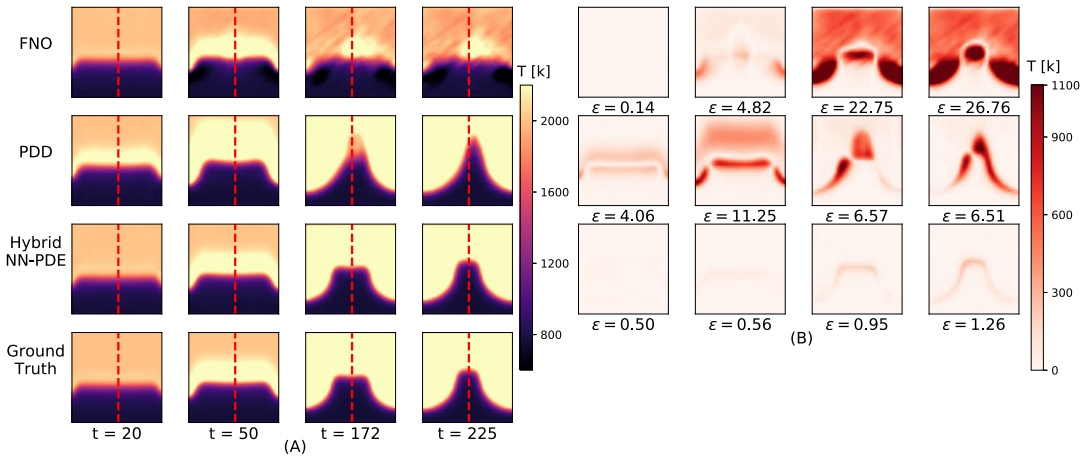 FNO
T [k]
2000
1600
1200
800
PDD
Hybrid
NN-PDE
Ground
Truth
t = 20
t = 50
t = 172
t = 225
(A)
ε = 0.14
ε = 4.82
ε = 22.75
ε = 26.76
ε = 4.06
ε = 11.25
ε = 6.57
ε = 6.51
ε = 0.50
ε = 0.56
ε = 0.95
ε = 1.26
(B)
T [k]
1100
900
600
300
0